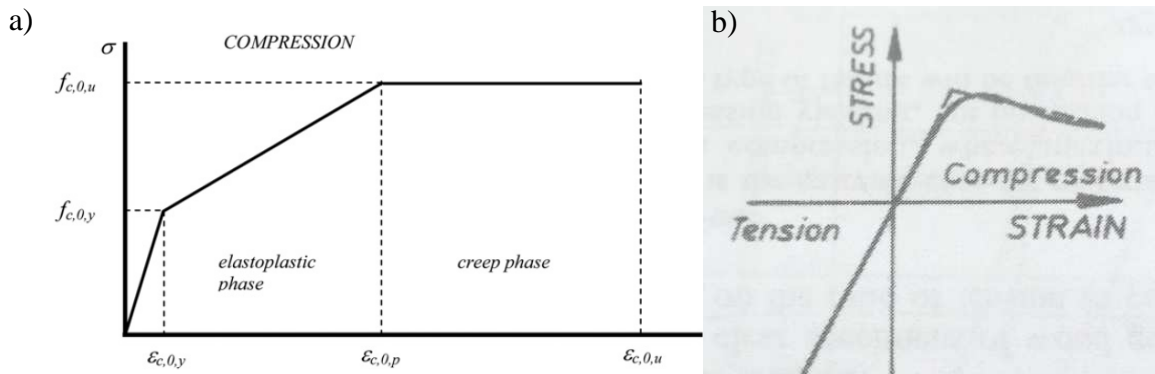 a)
σ
COMPRESSION
f_{c,0,u}
f_{c,0,y}
elastoplastic
phase
creep phase
ε_{c,0,y}
ε_{c,0,p}
ε_{c,0,u}
b)
STRESS
Compression
Tension
STRAIN